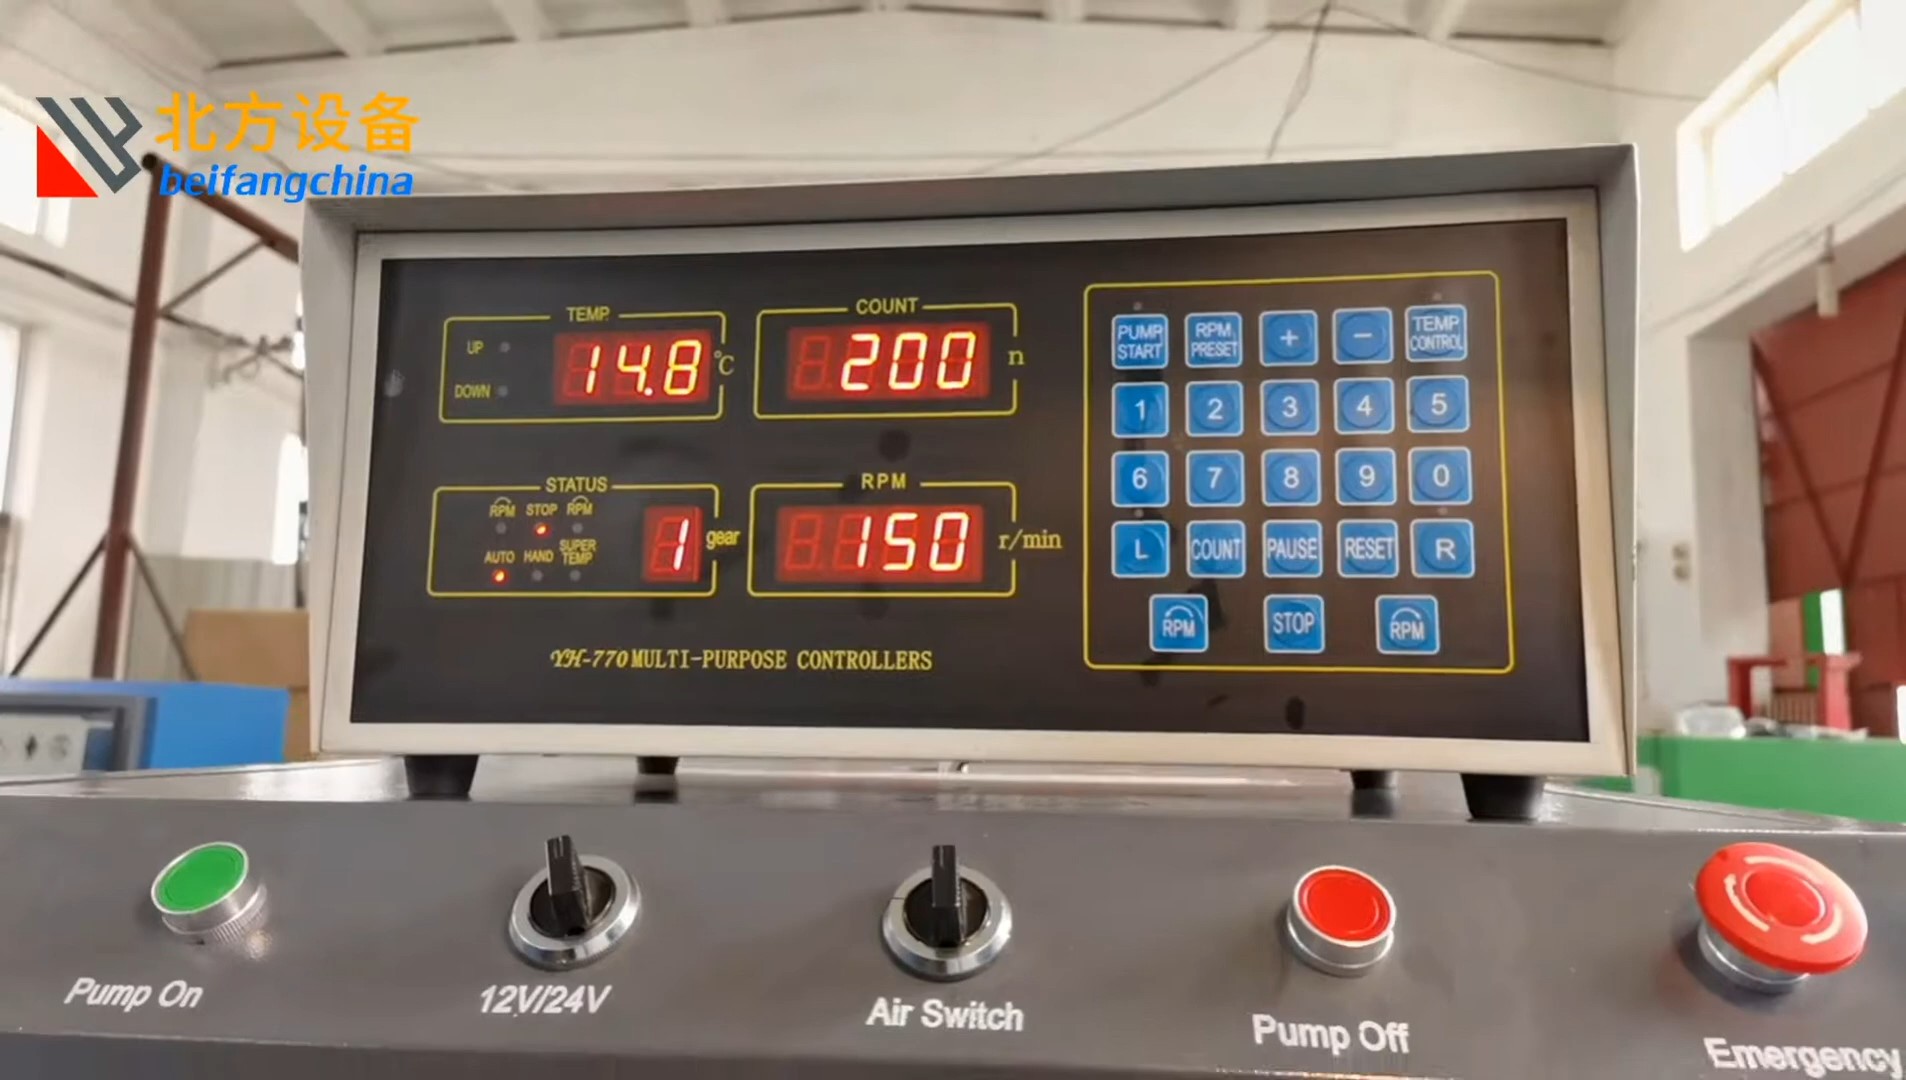 北方设备
beifangchina
TEMP.
UP
DOWN
14.8 °C
COUNT
200 n
STATUS
RPM STOP RPM
AUTO HAND SUPER TEMP
1 gear
RPM
150 r/min
YH-770 MULTI-PURPOSE CONTROLLERS
PUMP START RPM PRESET + − TEMP CONTROL
1 2 3 4 5
6 7 8 9 0
L COUNT PAUSE RESET R
RPM STOP RPM
Pump On
12V/24V
Air Switch
Pump Off
Emergency